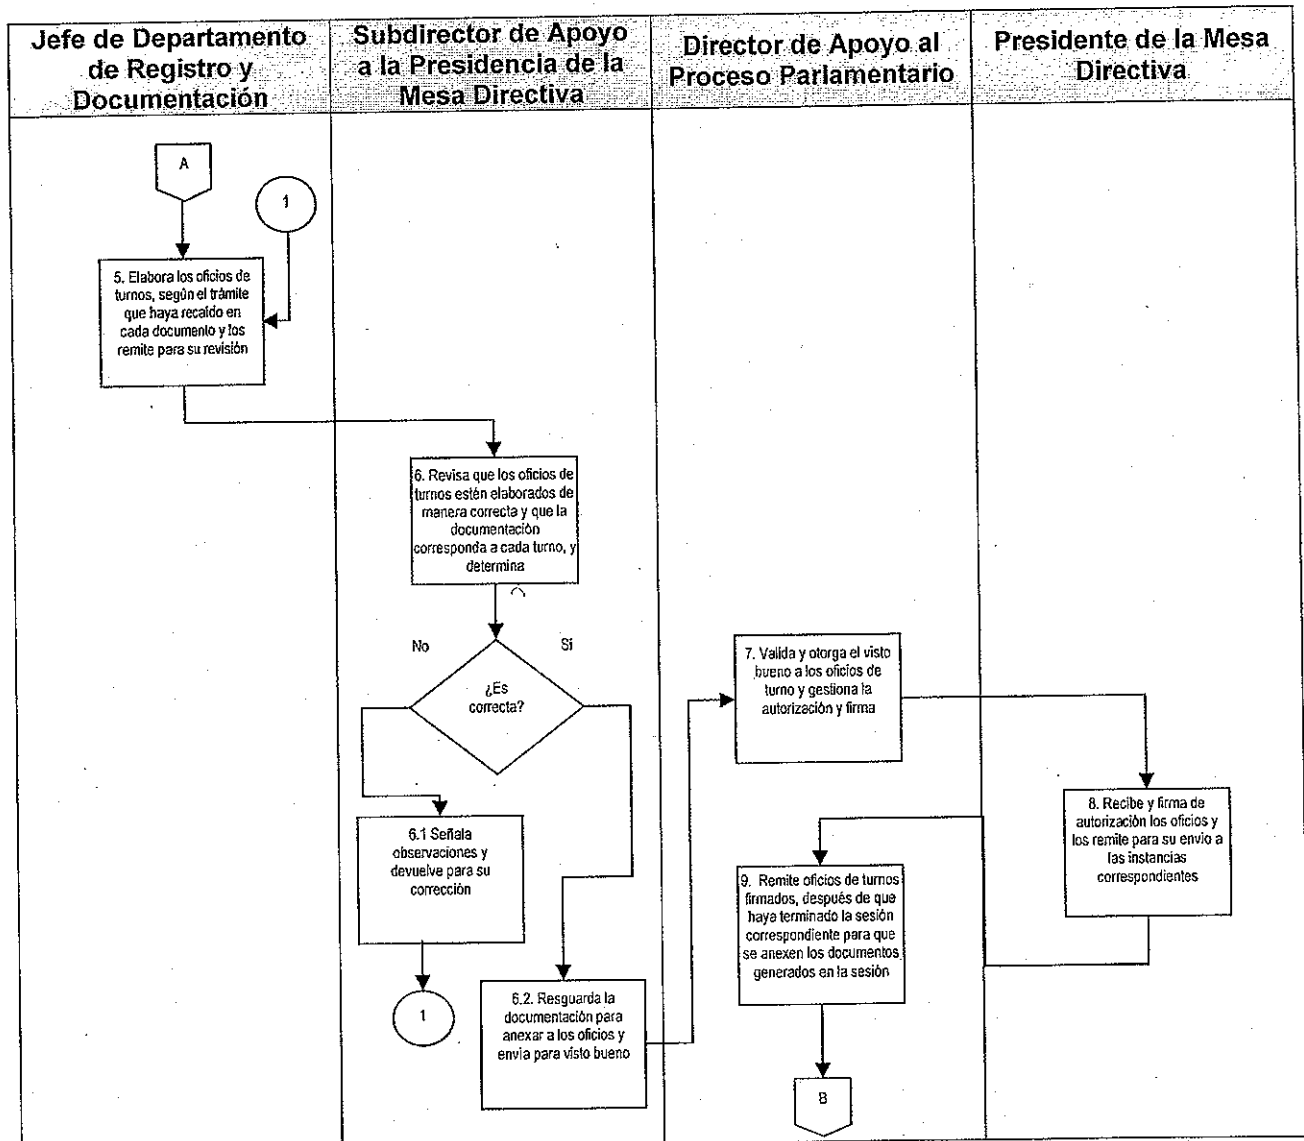 Jefe de Departamento
de Registro y
Documentación
Subdirector de Apoyo
a la Presidencia de la
Mesa Directiva
Director de Apoyo al
Proceso Parlamentario
Presidente de la Mesa
Directiva
A
1
5. Elabora los oficios de
turnos, según el trámite
que haya recaído en
cada documento y los
remite para su revisión
6. Revisa que los oficios de
turnos estén elaborados de
manera correcta y que la
documentación
corresponda a cada turno, y
determina
No
Sí
¿Es
correcta?
6.1 Señala
observaciones y
devuelve para su
corrección
1
6.2. Resguarda la
documentación para
anexar a los oficios y
envia para visto bueno
7. Valida y otorga el visto
bueno a los oficios de
turno y gestiona la
autorización y firma
8. Recibe y firma de
autorización los oficios y
los remite para su envio a
las instancias
correspondientes
9. Remite oficios de turnos
firmados, después de que
haya terminado la sesión
correspondiente para que
se anexen los documentos
generados en la sesión
B